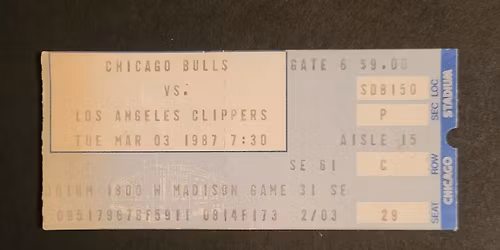 CHICAGO BULLS
VS.
LOS ANGELES CLIPPERS
TUE MAR 03 1987 7:30
GATE 6 $9.00
SDB150
P
AISLE 15
SE 61 C
1800 W MADISON GAME 31 SE
0814F173 2/03 29
SEC LOC
ROW
SEAT
CHICAGO STADIUM